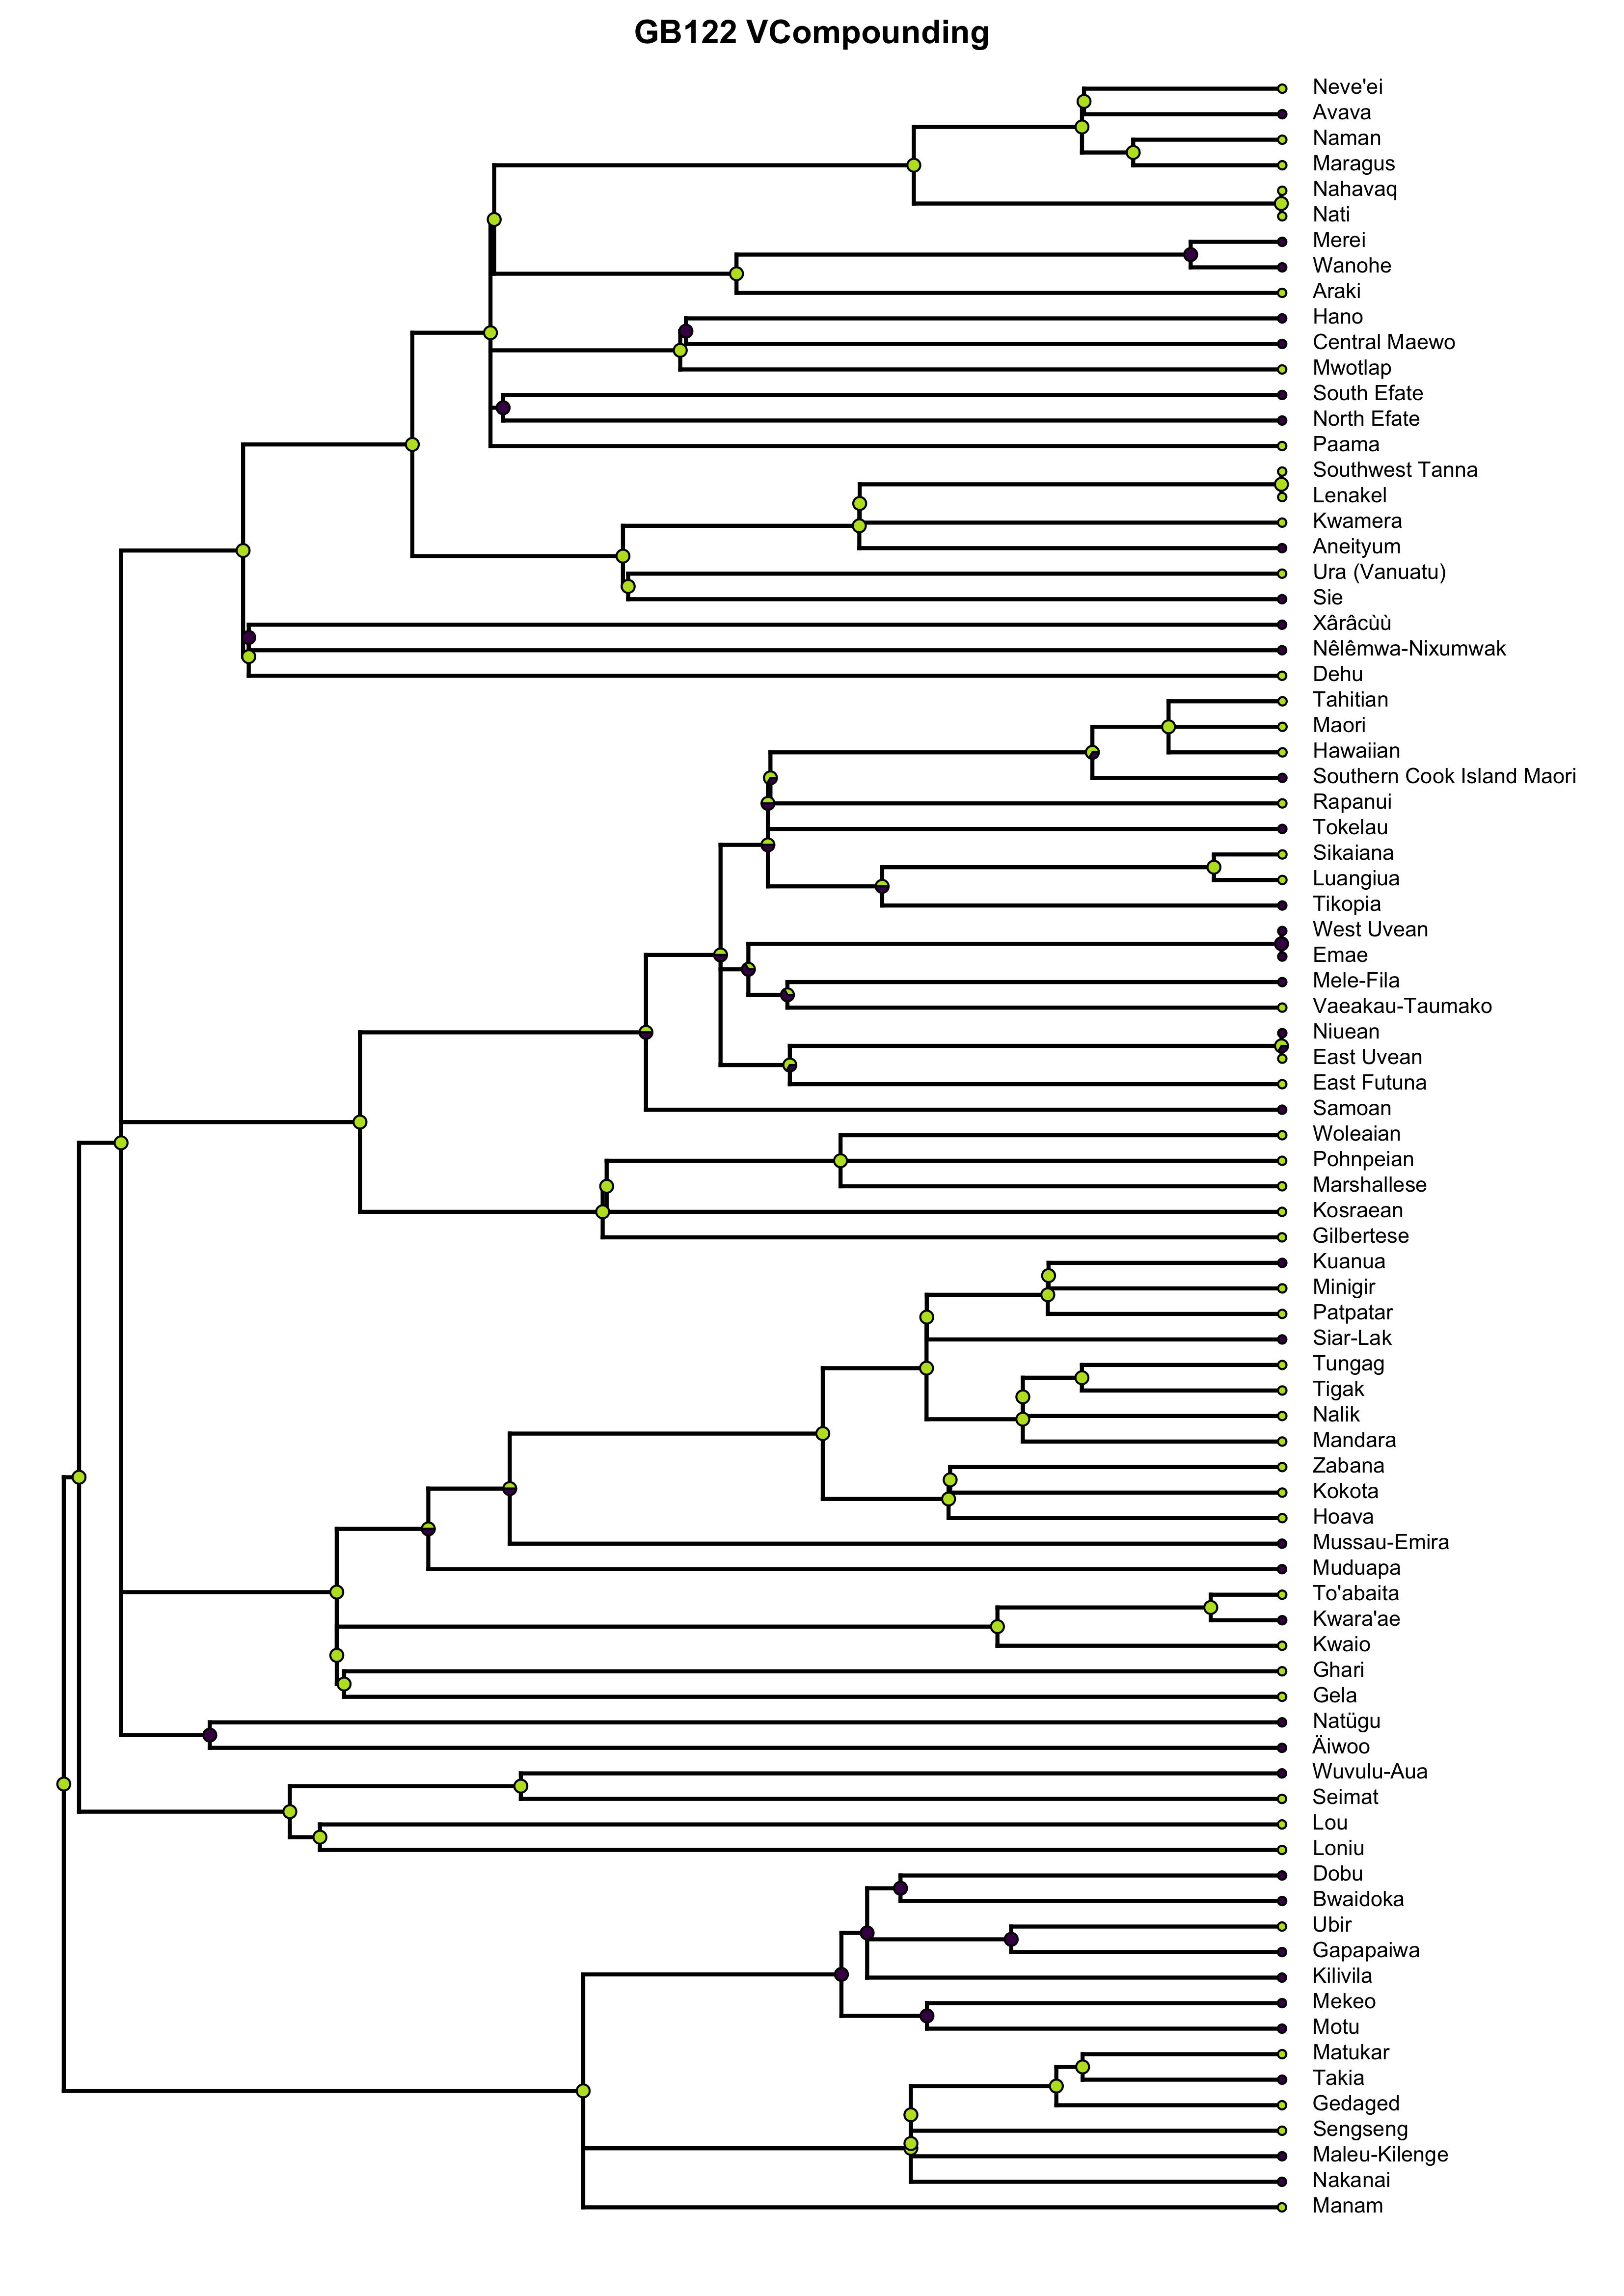 GB122 VCompounding
Neve'ei
Avava
Naman
Maragus
Nahavaq
Nati
Merei
Wanohe
Araki
Hano
Central Maewo
Mwotlap
South Efate
North Efate
Paama
Southwest Tanna
Lenakel
Kwamera
Aneityum
Ura (Vanuatu)
Sie
Xârâcùù
Nêlêmwa-Nixumwak
Dehu
Tahitian
Maori
Hawaiian
Southern Cook Island Maori
Rapanui
Tokelau
Sikaiana
Luangiua
Tikopia
West Uvean
Emae
Mele-Fila
Vaeakau-Taumako
Niuean
East Uvean
East Futuna
Samoan
Woleaian
Pohnpeian
Marshallese
Kosraean
Gilbertese
Kuanua
Minigir
Patpatar
Siar-Lak
Tungag
Tigak
Nalik
Mandara
Zabana
Kokota
Hoava
Mussau-Emira
Muduapa
To'abaita
Kwara'ae
Kwaio
Ghari
Gela
Natügu
Äiwoo
Wuvulu-Aua
Seimat
Lou
Loniu
Dobu
Bwaidoka
Ubir
Gapapaiwa
Kilivila
Mekeo
Motu
Matukar
Takia
Gedaged
Sengseng
Maleu-Kilenge
Nakanai
Manam